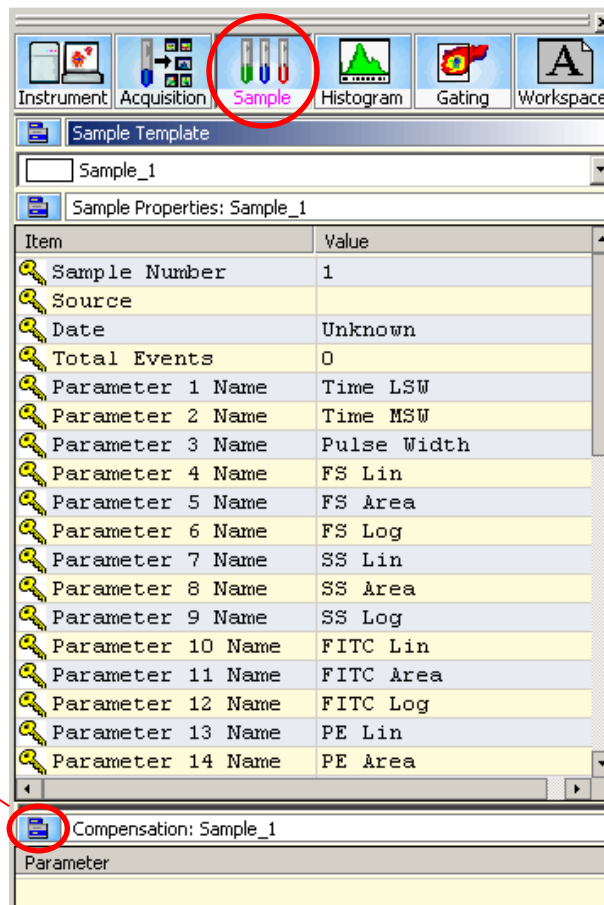 Instrument Acquisition Sample Histogram Gating Workspace
Sample Template
Sample_1
Sample Properties: Sample_1
Item Value
Sample Number 1
Source
Date Unknown
Total Events 0
Parameter 1 Name Time LSW
Parameter 2 Name Time MSW
Parameter 3 Name Pulse Width
Parameter 4 Name FS Lin
Parameter 5 Name FS Area
Parameter 6 Name FS Log
Parameter 7 Name SS Lin
Parameter 8 Name SS Area
Parameter 9 Name SS Log
Parameter 10 Name FITC Lin
Parameter 11 Name FITC Area
Parameter 12 Name FITC Log
Parameter 13 Name PE Lin
Parameter 14 Name PE Area
Compensation: Sample_1
Parameter